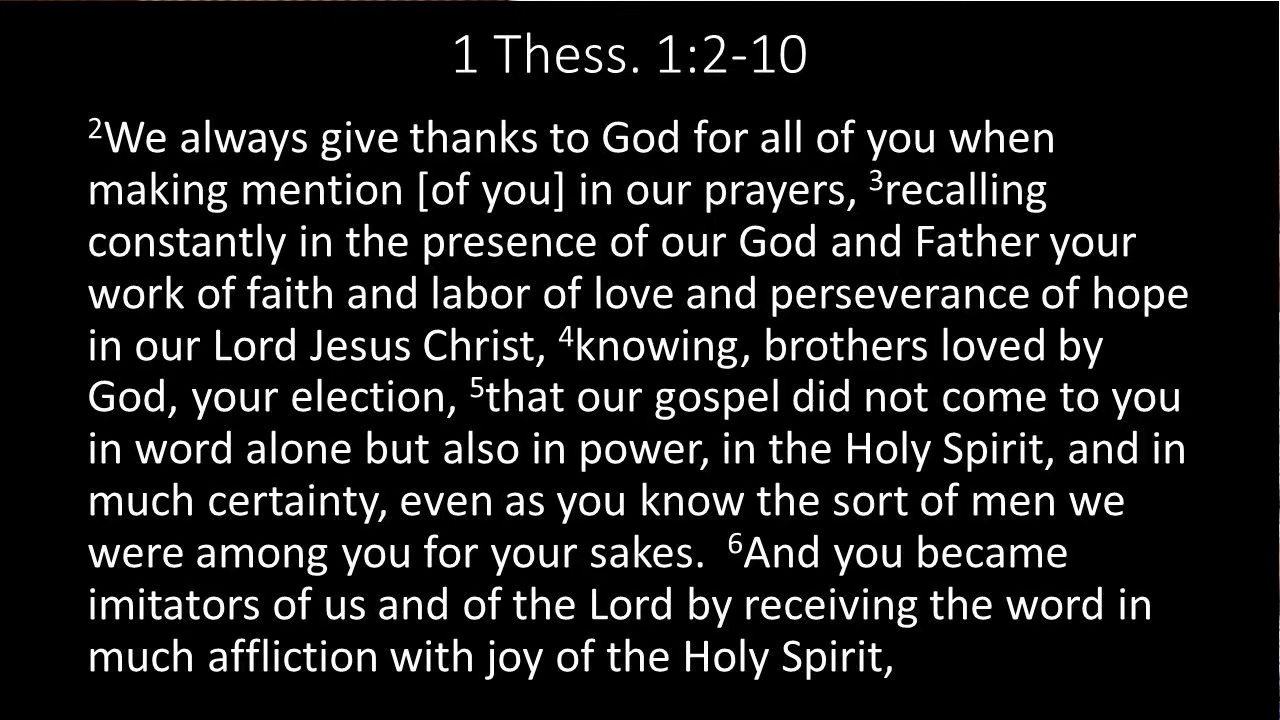 1 Thess. 1:2-10
²We always give thanks to God for all of you when
making mention [of you] in our prayers, ³recalling
constantly in the presence of our God and Father your
work of faith and labor of love and perseverance of hope
in our Lord Jesus Christ, ⁴knowing, brothers loved by
God, your election, ⁵that our gospel did not come to you
in word alone but also in power, in the Holy Spirit, and in
much certainty, even as you know the sort of men we
were among you for your sakes.  ⁶And you became
imitators of us and of the Lord by receiving the word in
much affliction with joy of the Holy Spirit,